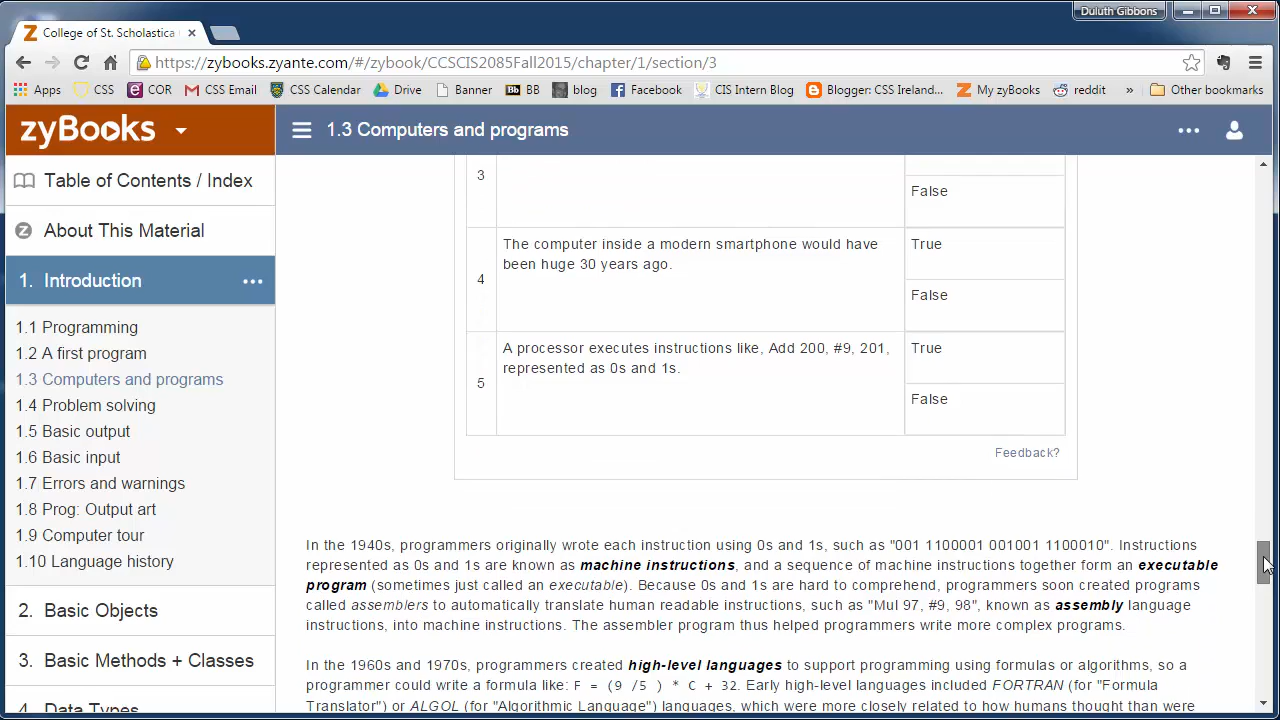 Duluth Gibbons
College of St. Scholastica
https://zybooks.zyante.com/#/zybook/CCSCIS2085Fall2015/chapter/1/section/3
Apps CSS COR CSS Email CSS Calendar Drive Banner Bb BB blog Facebook CIS Intern Blog Blogger: CSS Ireland... My zyBooks reddit » Other bookmarks
zyBooks
1.3 Computers and programs
Table of Contents / Index
About This Material
1. Introduction
1.1 Programming
1.2 A first program
1.3 Computers and programs
1.4 Problem solving
1.5 Basic output
1.6 Basic input
1.7 Errors and warnings
1.8 Prog: Output art
1.9 Computer tour
1.10 Language history
2. Basic Objects
3. Basic Methods + Classes
4. Data Types
3
False
4
The computer inside a modern smartphone would have
been huge 30 years ago.
True
False
5
A processor executes instructions like, Add 200, #9, 201,
represented as 0s and 1s.
True
False
Feedback?
In the 1940s, programmers originally wrote each instruction using 0s and 1s, such as "001 1100001 001001 1100010". Instructions
represented as 0s and 1s are known as machine instructions, and a sequence of machine instructions together form an executable
program (sometimes just called an executable). Because 0s and 1s are hard to comprehend, programmers soon created programs
called assemblers to automatically translate human readable instructions, such as "Mul 97, #9, 98", known as assembly language
instructions, into machine instructions. The assembler program thus helped programmers write more complex programs.
In the 1960s and 1970s, programmers created high-level languages to support programming using formulas or algorithms, so a
programmer could write a formula like: F = (9 /5 ) * C + 32. Early high-level languages included FORTRAN (for "Formula
Translator") or ALGOL (for "Algorithmic Language") languages, which were more closely related to how humans thought than were